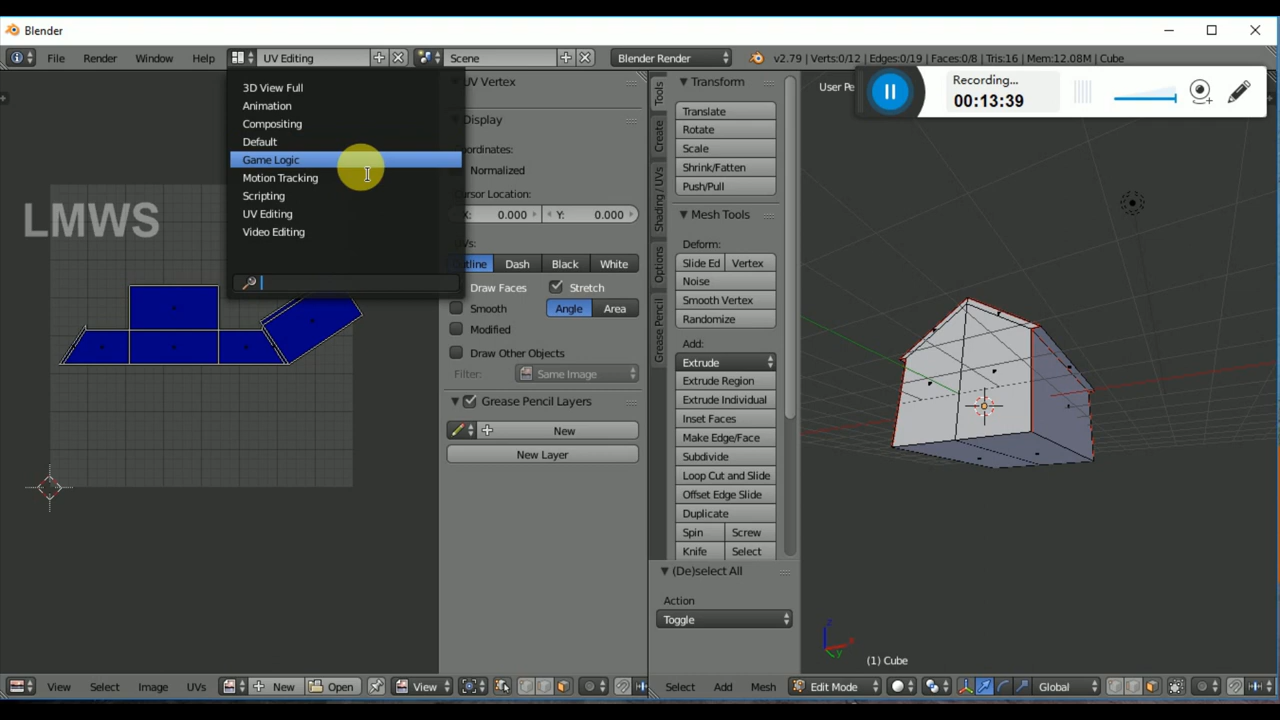 Blender
File Render Window Help UV Editing Scene Blender Render v2.79 | Verts:0/12 | Edges:0/19 | Faces:0/8 | Tris:16 | Mem:12.08M | Cube
3D View Full
Animation
Compositing
Default
Game Logic
Motion Tracking
Scripting
UV Editing
Video Editing
LMWS
UV Vertex
Display
oordinates:
Normalized
Cursor Location:
X: 0.000 Y: 0.000
UVs:
utline Dash Black White
Draw Faces Stretch
Smooth Angle Area
Modified
Draw Other Objects
Filter: Same Image
Grease Pencil Layers
New
New Layer
Tools
Create
Shading / UVs
Options
Grease Pencil
Transform
Translate
Rotate
Scale
Shrink/Fatten
Push/Pull
Mesh Tools
Deform:
Slide Ed Vertex
Noise
Smooth Vertex
Randomize
Add:
Extrude
Extrude Region
Extrude Individual
Inset Faces
Make Edge/Face
Subdivide
Loop Cut and Slide
Offset Edge Slide
Duplicate
Spin Screw
Knife Select
(De)select All
Action
Toggle
User Pe
Recording...
00:13:39
z
x
y
(1) Cube
View Select Image UVs New Open View
Select Add Mesh Edit Mode Global